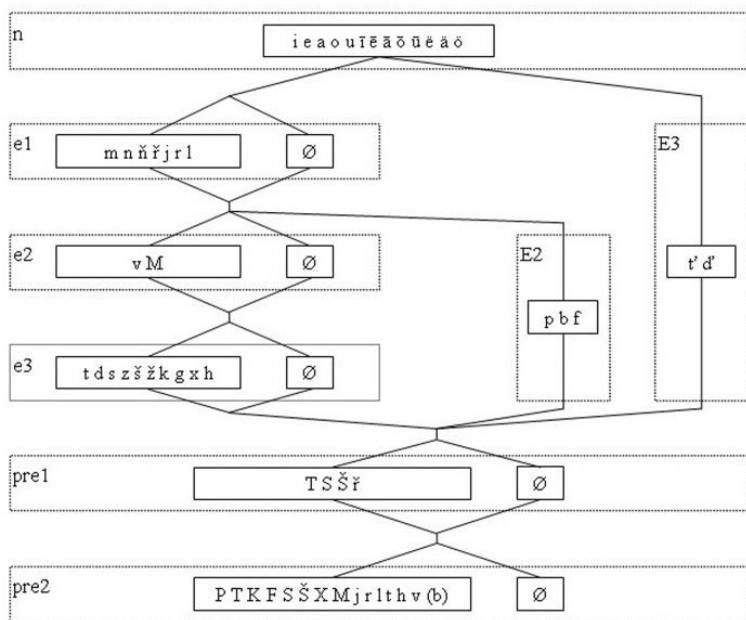 n
i e a o u ī ē ā ō ū ë ä ö
e1
m n ň ř j r l
Ø
E3
e2
v M
Ø
E2
ť ď
p b f
e3
t d s z š ž k g x h
Ø
pre1
T S Š ř
Ø
pre2
P T K F S Š X M j r l t h v (b)
Ø